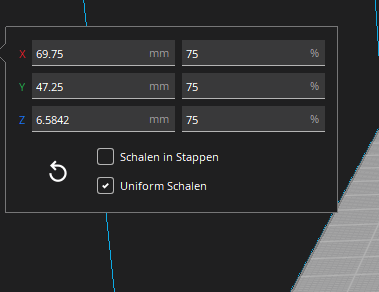 X 69.75 mm 75 %
Y 47.25 mm 75 %
Z 6.5842 mm 75 %
Schalen in Stappen
Uniform Schalen